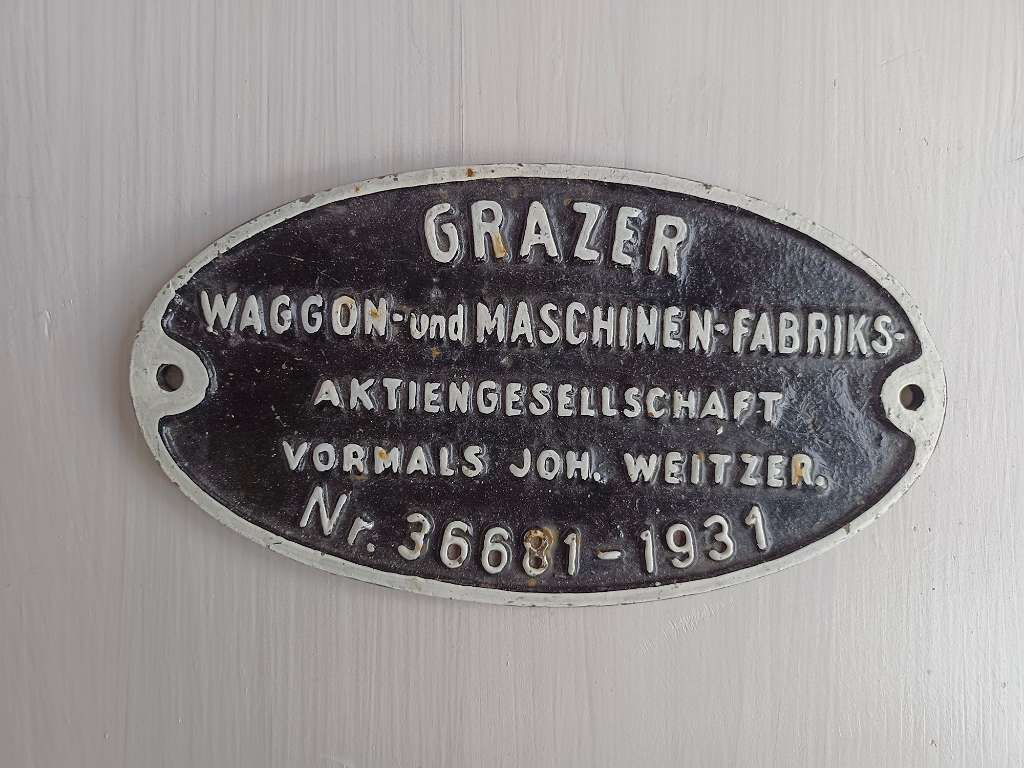 GRAZER
WAGGON-und MASCHINEN-FABRIKS-
AKTIENGESELLSCHAFT
VORMALS JOH. WEITZER.
Nr. 36681-1931